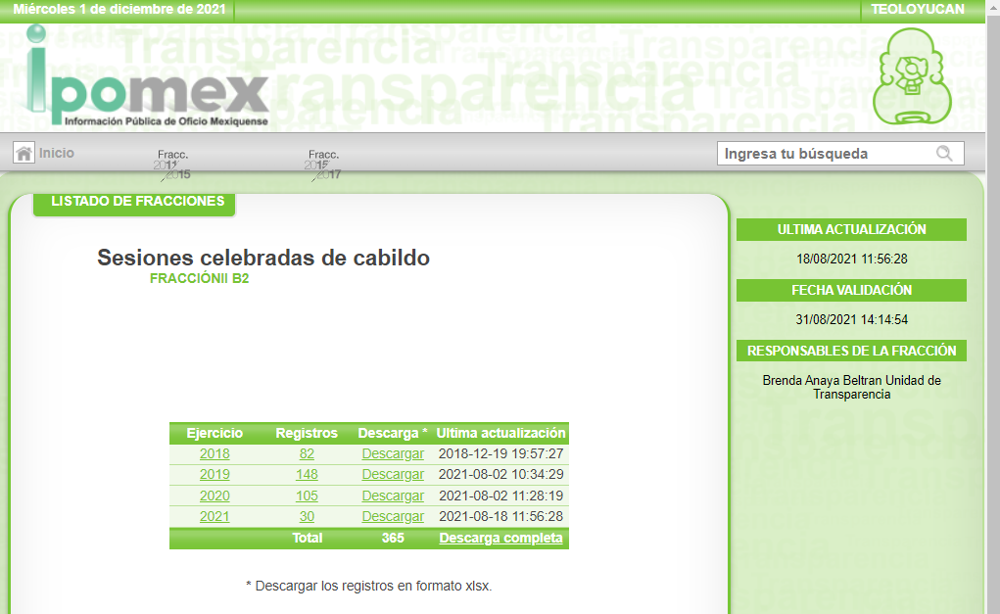 Miércoles 1 de diciembre de 2021
TEOLOYUCAN
Transparencia
Transparencia
Transparencia
Transparencia
ipomex
Información Pública de Oficio Mexiquense
Inicio
Fracc.
2011
2015
Fracc.
2015
2017
Ingresa tu búsqueda
LISTADO DE FRACCIONES
Sesiones celebradas de cabildo
FRACCIÓNII B2
ULTIMA ACTUALIZACIÓN
18/08/2021 11:56:28
FECHA VALIDACIÓN
31/08/2021 14:14:54
RESPONSABLES DE LA FRACCIÓN
Brenda Anaya Beltran Unidad de
Transparencia
Ejercicio Registros Descarga * Ultima actualización
2018 82 Descargar 2018-12-19 19:57:27
2019 148 Descargar 2021-08-02 10:34:29
2020 105 Descargar 2021-08-02 11:28:19
2021 30 Descargar 2021-08-18 11:56:28
Total 365 Descarga completa
* Descargar los registros en formato xlsx.